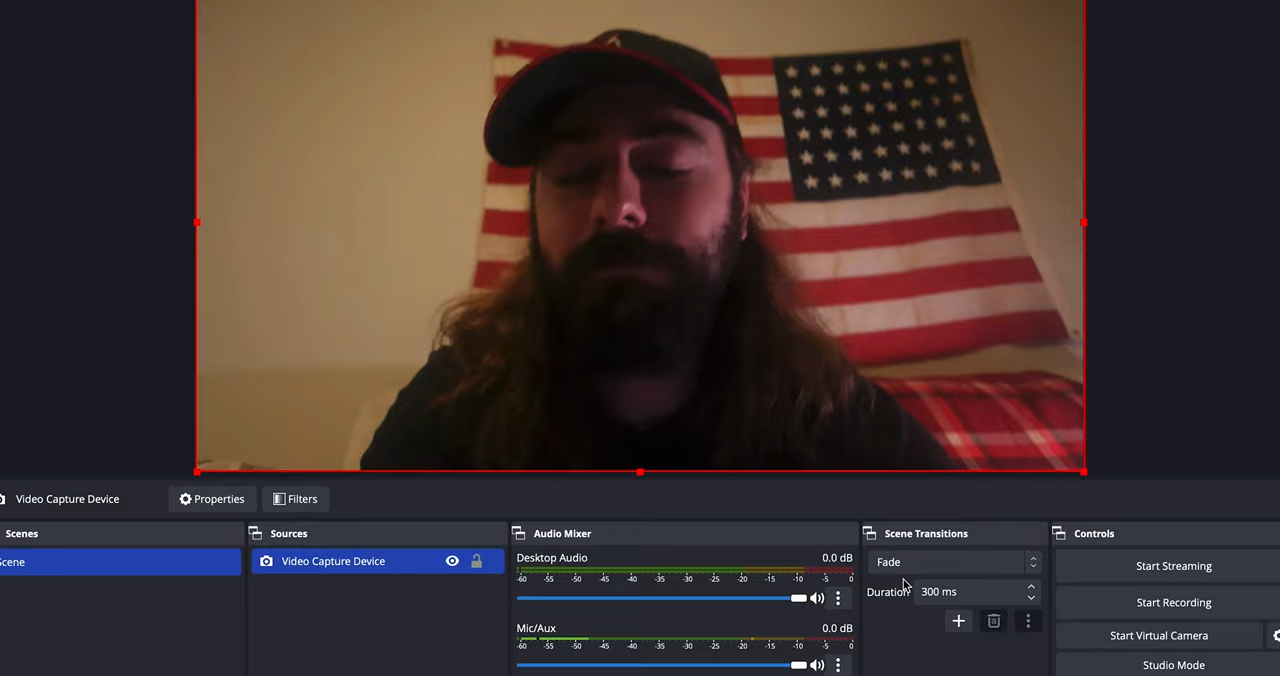 Video Capture Device
Properties
Filters
Scenes
Sources
Audio Mixer
Scene Transitions
Controls
Scene
Video Capture Device
Desktop Audio 0.0 dB
-60 -55 -50 -45 -40 -35 -30 -25 -20 -15 -10 -5 0
Mic/Aux 0.0 dB
-60 -55 -50 -45 -40 -35 -30 -25 -20 -15 -10 -5 0
Fade
Duration 300 ms
Start Streaming
Start Recording
Start Virtual Camera
Studio Mode